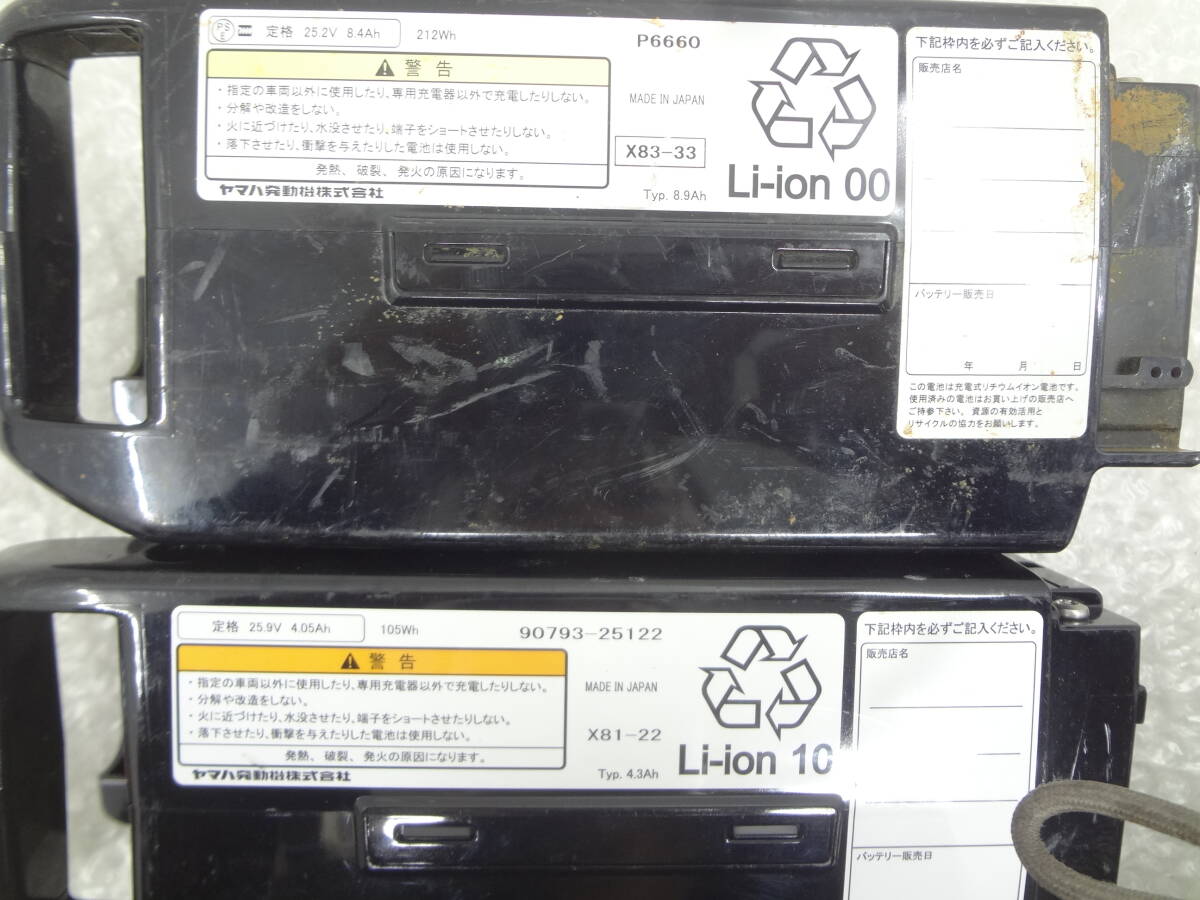 PS E 定格 25.2V 8.4Ah 212Wh P6660
警告
・指定の車両以外に使用したり、専用充電器以外で充電したりしない。
・分解や改造をしない。
・火に近づけたり、水没させたり、端子をショートさせたりしない。
・落下させたり、衝撃を与えたりした電池は使用しない。
発熱、破裂、発火の原因になります。
ヤマハ発動機株式会社
MADE IN JAPAN
X83-33
Typ. 8.9Ah
Li-ion 00
下記枠内を必ずご記入ください。
販売店名
バッテリー販売日
年 月 日
この電池は充電式リチウムイオン電池です。
使用済みの電池はお買い上げの販売店へ
ご持参下さい。資源の有効活用と
リサイクルの協力をお願いします。
定格 25.9V 4.05Ah 105Wh 90793-25122
警告
・指定の車両以外に使用したり、専用充電器以外で充電したりしない。
・分解や改造をしない。
・火に近づけたり、水没させたり、端子をショートさせたりしない。
・落下させたり、衝撃を与えたりした電池は使用しない。
発熱、破裂、発火の原因になります。
ヤマハ発動機株式会社
MADE IN JAPAN
X81-22
Typ. 4.3Ah
Li-ion 10
下記枠内を必ずご記入ください。
販売店名
バッテリー販売日